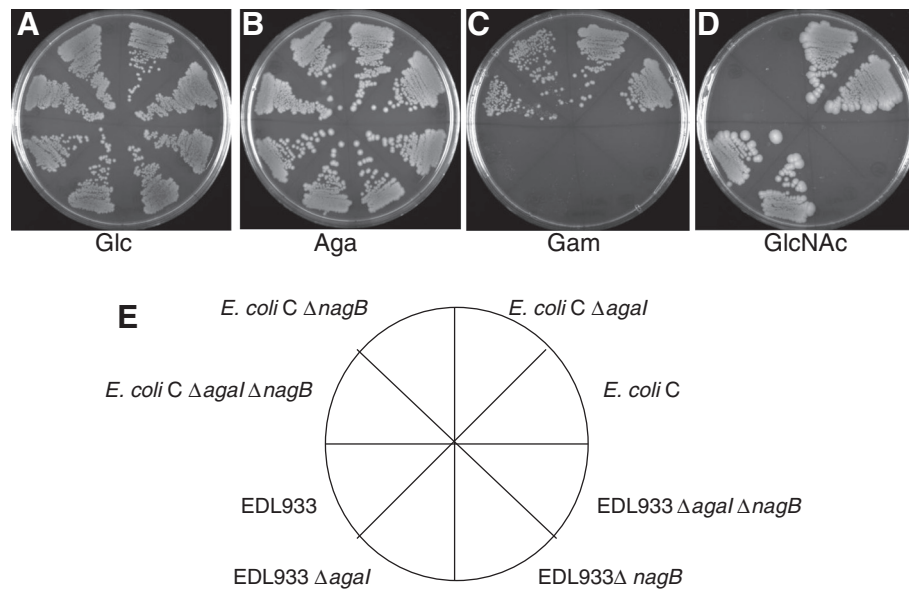 A B C D
Glc Aga Gam GlcNAc
E
E. coli C ΔnagB E. coli C ΔagaI
E. coli C ΔagaI ΔnagB E. coli C
EDL933 EDL933 ΔagaI ΔnagB
EDL933 ΔagaI EDL933Δ nagB